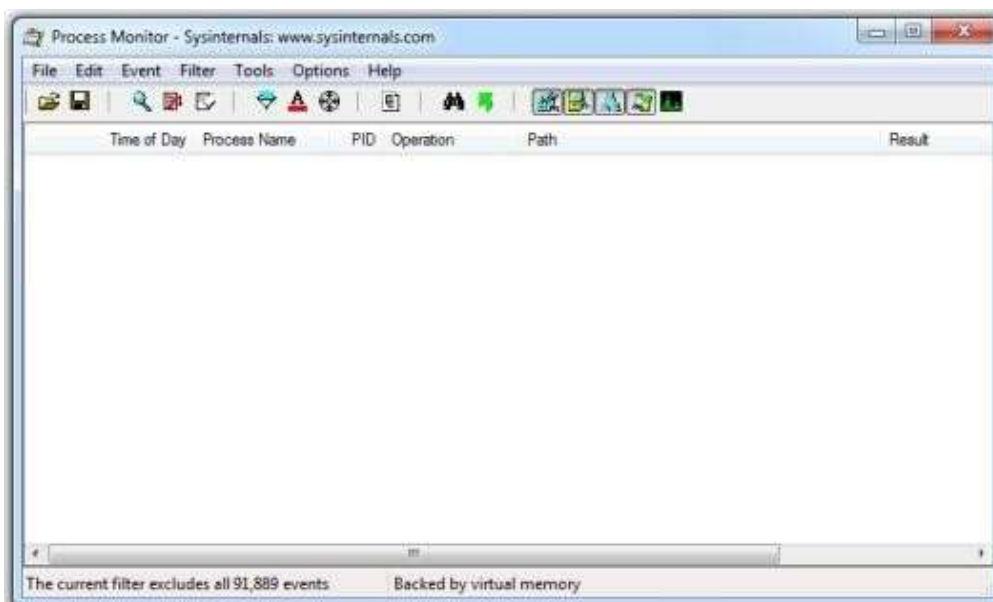 Process Monitor - Sysinternals: www.sysinternals.com
File Edit Event Filter Tools Options Help
Time of Day Process Name PID Operation Path Result
The current filter excludes all 91,889 events Backed by virtual memory